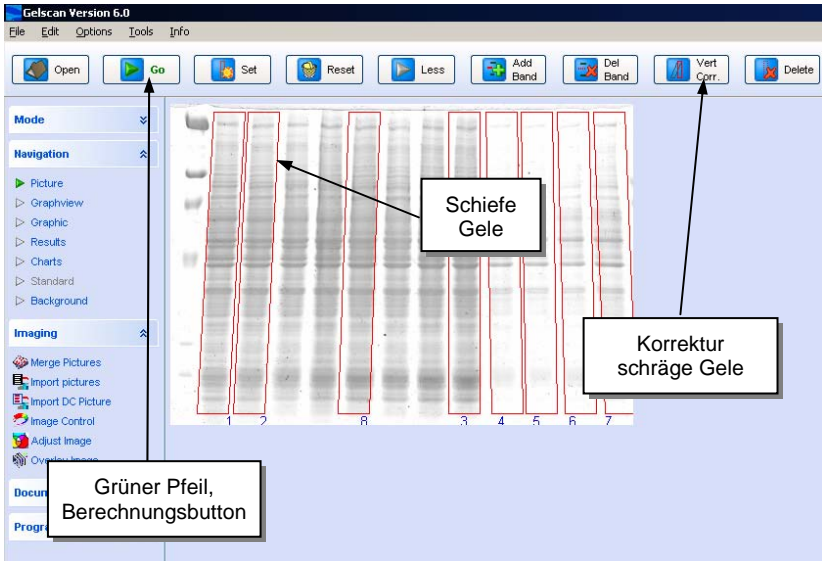 Gelscan Version 6.0
File Edit Options Tools Info
Open Go Set Reset Less Add Band Del Band Vert Corr. Delete
Mode
Navigation
Picture
Graphview
Graphic
Results
Charts
Standard
Background
Imaging
Merge Pictures
Import pictures
Import DC Picture
Image Control
Adjust Image
Schiefe
Gele
Korrektur
schräge Gele
1 2 8 3 4 5 6 7
Grüner Pfeil,
Berechnungsbutton